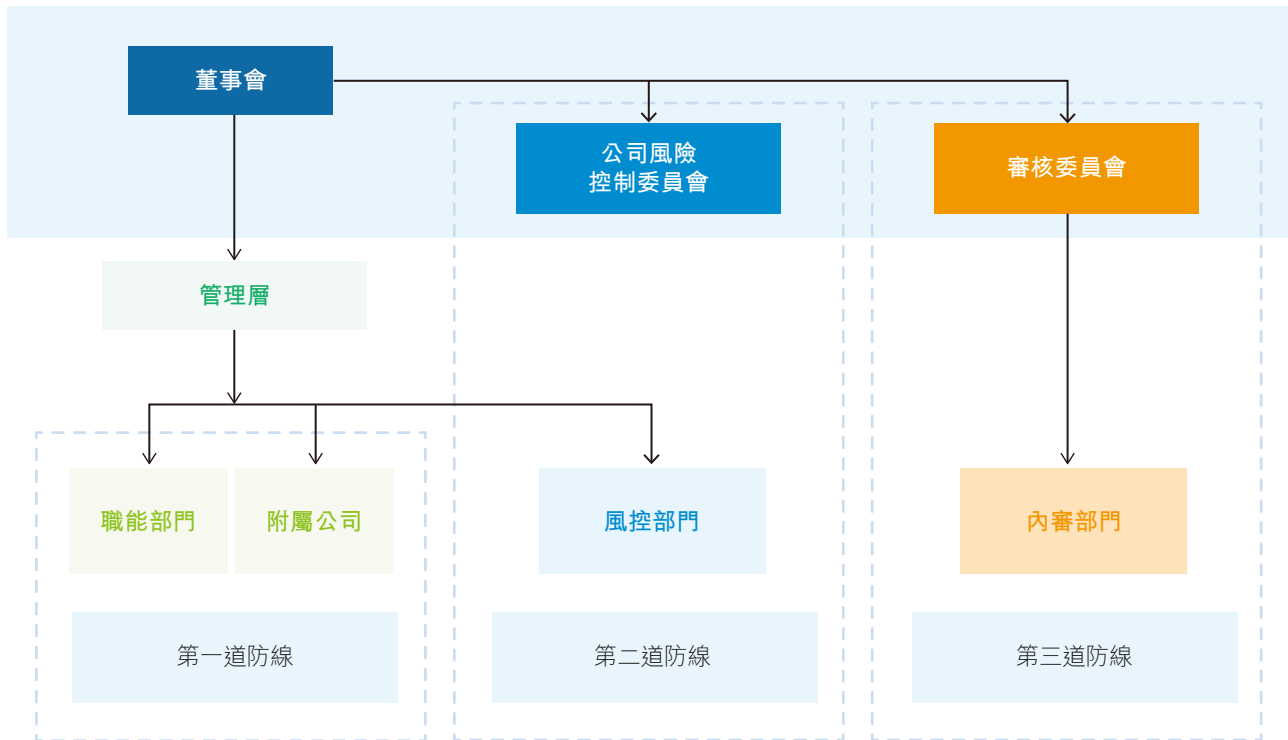 董事會
公司風險
控制委員會
審核委員會
管理層
職能部門
附屬公司
風控部門
內審部門
第一道防線
第二道防線
第三道防線